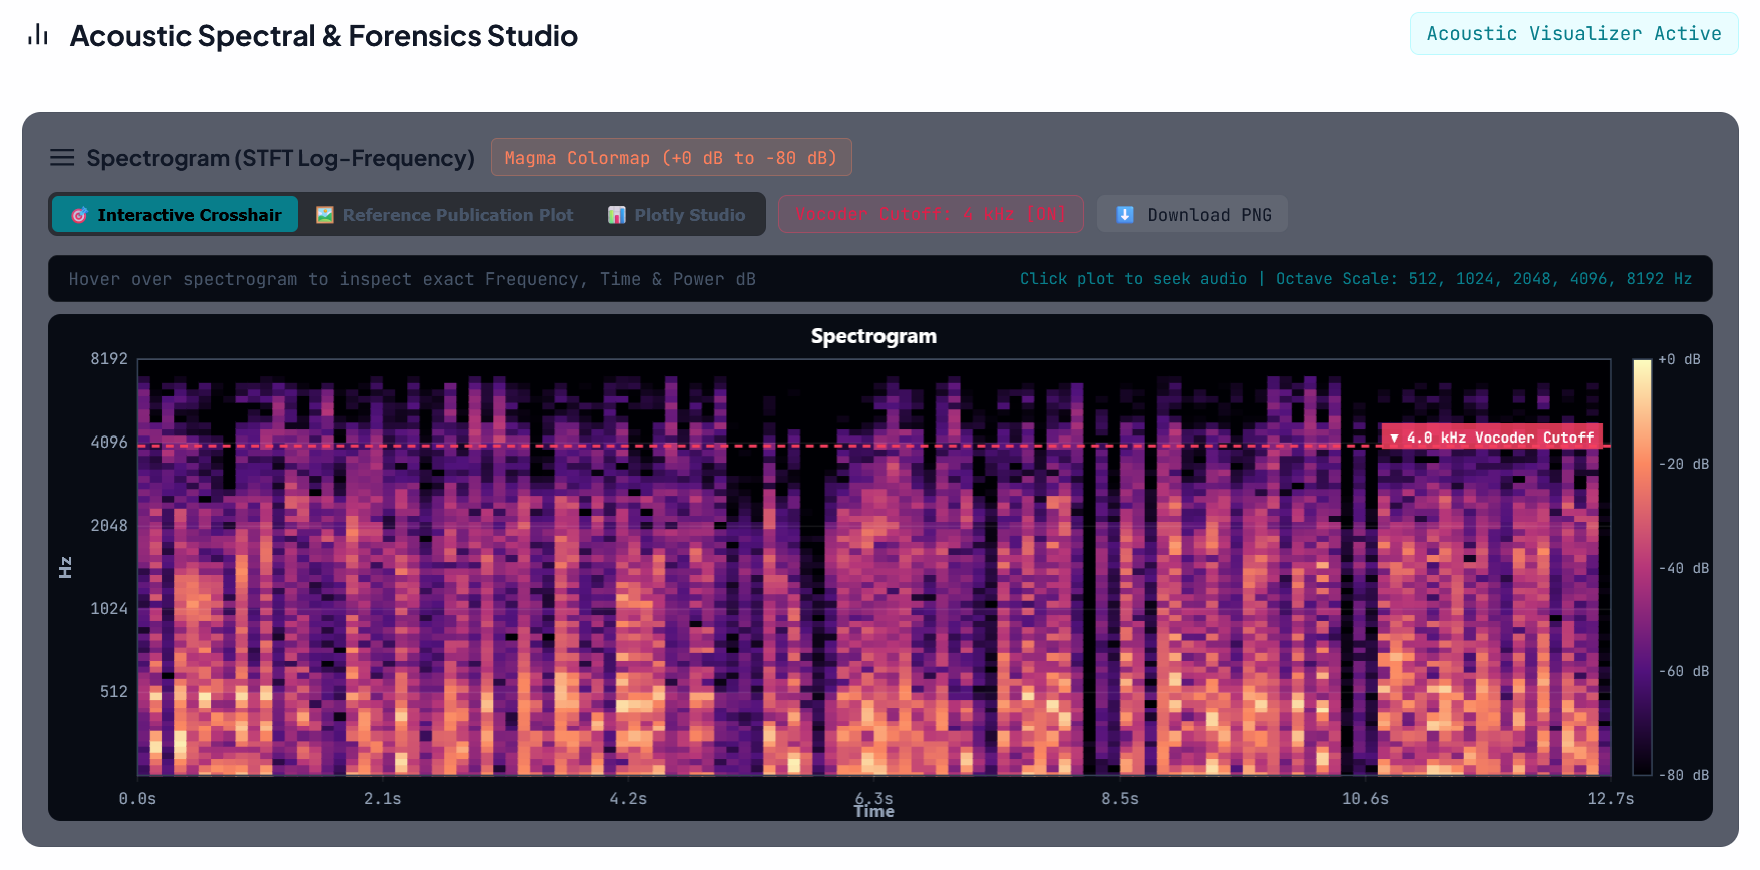 Acoustic Spectral & Forensics Studio
Acoustic Visualizer Active
Spectrogram (STFT Log-Frequency)
Magma Colormap (+0 dB to -80 dB)
🎯 Interactive Crosshair
🖼️ Reference Publication Plot
📊 Plotly Studio
Vocoder Cutoff: 4 kHz [ON]
⬇️ Download PNG
Hover over spectrogram to inspect exact Frequency, Time & Power dB
Click plot to seek audio | Octave Scale: 512, 1024, 2048, 4096, 8192 Hz
Spectrogram
8192
4096
2048
1024
512
Hz
▼ 4.0 kHz Vocoder Cutoff
+0 dB
-20 dB
-40 dB
-60 dB
-80 dB
0.0s
2.1s
4.2s
6.3s
8.5s
10.6s
12.7s
Time